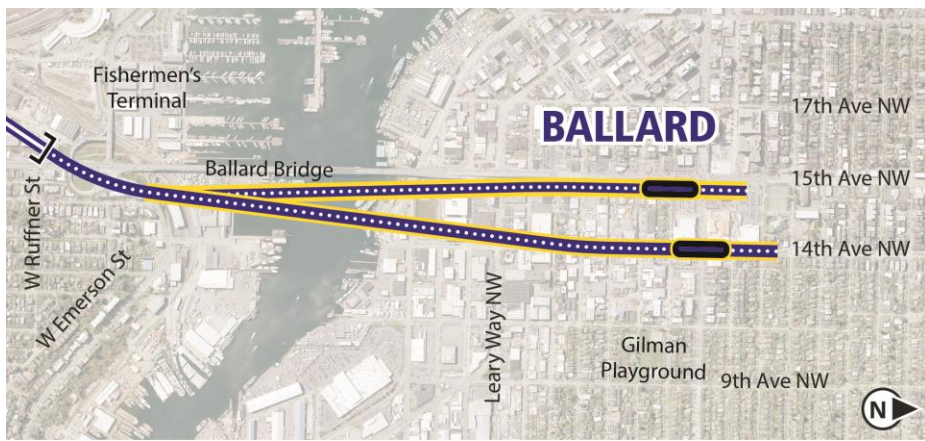 Fishermen's
Terminal
17th Ave NW
BALLARD
Ballard Bridge
15th Ave NW
W Ruffner St
W Emerson St
14th Ave NW
Leary Way NW
Gilman
Playground
9th Ave NW
N